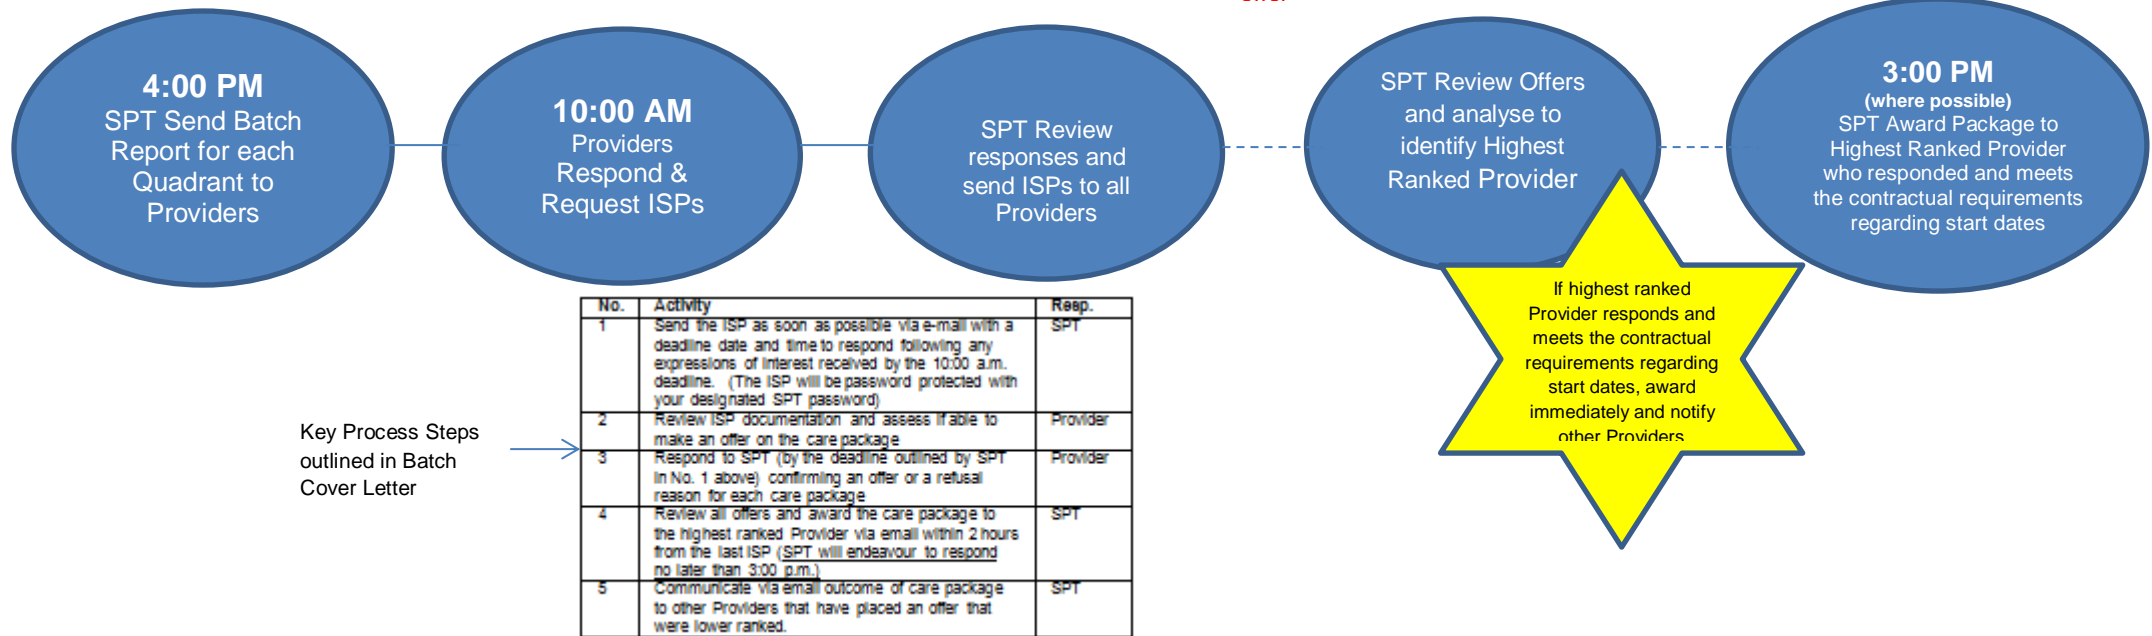 4:00 PM
SPT Send Batch
Report for each
Quadrant to
Providers
10:00 AM
Providers
Respond &
Request ISPs
SPT Review
responses and
send ISPs to all
Providers
SPT Review Offers
and analyse to
identify Highest
Ranked Provider
3:00 PM
(where possible)
SPT Award Package to
Highest Ranked Provider
who responded and meets
the contractual requirements
regarding start dates
If highest ranked
Provider responds and
meets the contractual
requirements regarding
start dates, award
immediately and notify
other Providers
Key Process Steps
outlined in Batch
Cover Letter
No. Activity Resp.
1 Send the ISP as soon as possible via e-mail with a SPT
deadline date and time to respond following any
expressions of interest received by the 10:00 a.m.
deadline. (The ISP will be password protected with
your designated SPT password)
2 Review ISP documentation and assess if able to Provider
make an offer on the care package
3 Respond to SPT (by the deadline outlined by SPT Provider
in No. 1 above) confirming an offer or a refusal
reason for each care package
4 Review all offers and award the care package to SPT
the highest ranked Provider via email within 2 hours
from the last ISP (SPT will endeavour to respond
no later than 3:00 p.m.)
5 Communicate via email outcome of care package SPT
to other Providers that have placed an offer that
were lower ranked.